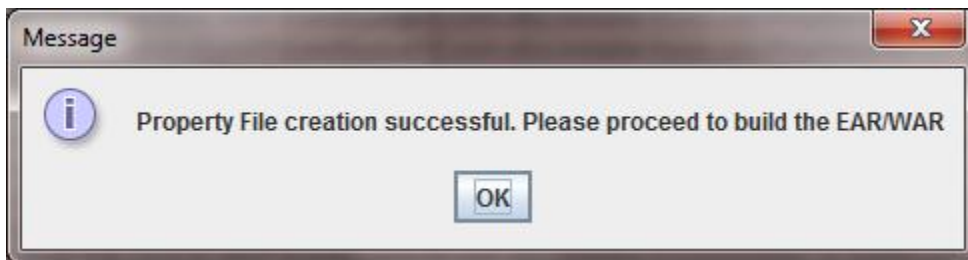 Message
Property File creation successful. Please proceed to build the EAR/WAR
OK